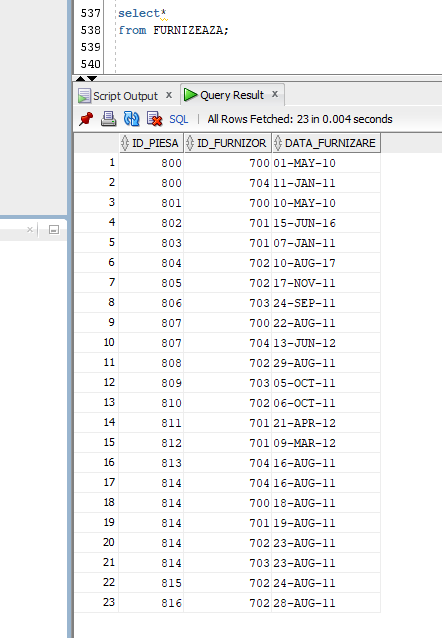 537 select*
538 from FURNIZEAZA;
539
540
Script Output x Query Result x
SQL | All Rows Fetched: 23 in 0.004 seconds
ID_PIESA ID_FURNIZOR DATA_FURNIZARE
1 800 700 01-MAY-10
2 800 704 11-JAN-11
3 801 700 10-MAY-10
4 802 701 15-JUN-16
5 803 701 07-JAN-11
6 804 702 10-AUG-17
7 805 702 17-NOV-11
8 806 703 24-SEP-11
9 807 700 22-AUG-11
10 807 704 13-JUN-12
11 808 702 29-AUG-11
12 809 703 05-OCT-11
13 810 702 06-OCT-11
14 811 701 21-APR-12
15 812 701 09-MAR-12
16 813 704 16-AUG-11
17 814 704 16-AUG-11
18 814 700 18-AUG-11
19 814 701 19-AUG-11
20 814 702 23-AUG-11
21 814 703 23-AUG-11
22 815 702 24-AUG-11
23 816 702 28-AUG-11